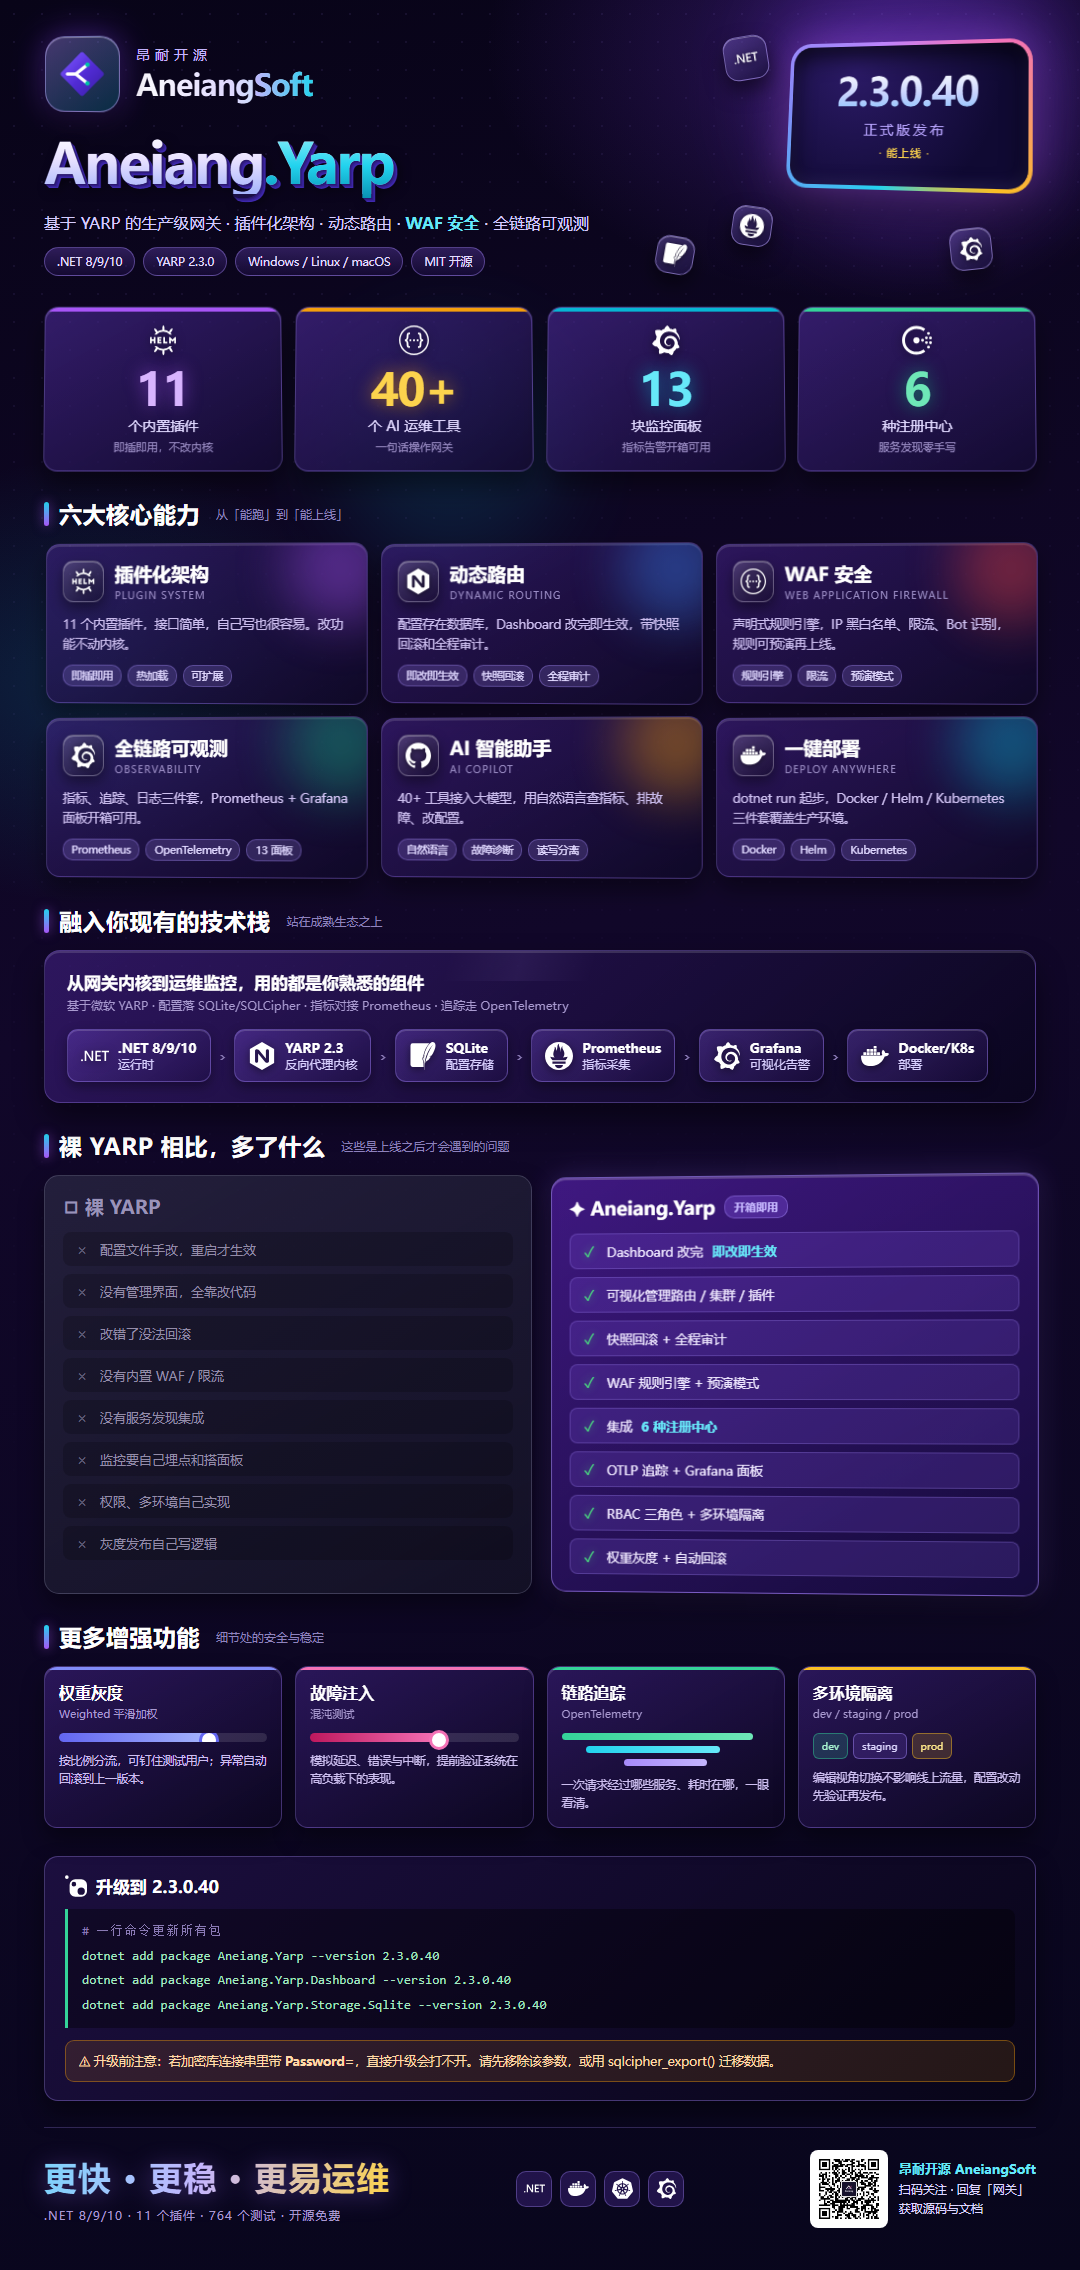 昂耐开源
AneiangSoft
.NET
2.3.0.40
正式版发布
· 能上线 ·
Aneiang.Yarp
基于 YARP 的生产级网关 · 插件化架构 · 动态路由 · WAF 安全 · 全链路可观测
.NET 8/9/10
YARP 2.3.0
Windows / Linux / macOS
MIT 开源
HELM
11
个内置插件
即插即用，不改内核
40+
个 AI 运维工具
一句话操作网关
13
块监控面板
指标告警开箱可用
6
种注册中心
服务发现零手写
六大核心能力
从「能跑」到「能上线」
HELM
插件化架构
PLUGIN SYSTEM
11 个内置插件，接口简单，自己写也很容易。改功
能不动内核。
即插即用
热加载
可扩展
动态路由
DYNAMIC ROUTING
配置存在数据库，Dashboard 改完即生效，带快照
回滚和全程审计。
即改即生效
快照回滚
全程审计
WAF 安全
WEB APPLICATION FIREWALL
声明式规则引擎，IP 黑白名单、限流、Bot 识别，
规则可预演再上线。
规则引擎
限流
预演模式
全链路可观测
OBSERVABILITY
指标、追踪、日志三件套，Prometheus + Grafana
面板开箱可用。
Prometheus
OpenTelemetry
13 面板
AI 智能助手
AI COPILOT
40+ 工具接入大模型，用自然语言查指标、排故
障、改配置。
自然语言
故障诊断
读写分离
一键部署
DEPLOY ANYWHERE
dotnet run 起步，Docker / Helm / Kubernetes
三件套覆盖生产环境。
Docker
Helm
Kubernetes
融入你现有的技术栈
站在成熟生态之上
从网关内核到运维监控，用的都是你熟悉的组件
基于微软 YARP · 配置落 SQLite/SQLCipher · 指标对接 Prometheus · 追踪走 OpenTelemetry
.NET
.NET 8/9/10
运行时
›
YARP 2.3
反向代理内核
›
SQLite
配置存储
›
Prometheus
指标采集
›
Grafana
可视化告警
›
Docker/K8s
部署
裸 YARP 相比，多了什么
这些是上线之后才会遇到的问题
裸 YARP
× 配置文件手改，重启才生效
× 没有管理界面，全靠改代码
× 改错了没法回滚
× 没有内置 WAF / 限流
× 没有服务发现集成
× 监控要自己埋点和搭面板
× 权限、多环境自己实现
× 灰度发布自己写逻辑
✦ Aneiang.Yarp
开箱即用
✓ Dashboard 改完 即改即生效
✓ 可视化管理路由 / 集群 / 插件
✓ 快照回滚 + 全程审计
✓ WAF 规则引擎 + 预演模式
✓ 集成 6 种注册中心
✓ OTLP 追踪 + Grafana 面板
✓ RBAC 三角色 + 多环境隔离
✓ 权重灰度 + 自动回滚
更多增强功能
细节处的安全与稳定
权重灰度
Weighted 平滑加权
按比例分流，可钉住测试用户；异常自动
回滚到上一版本。
故障注入
混沌测试
模拟延迟、错误与中断，提前验证系统在
高负载下的表现。
链路追踪
OpenTelemetry
一次请求经过哪些服务、耗时在哪，一眼
看清。
多环境隔离
dev / staging / prod
dev
staging
prod
编辑视角切换不影响线上流量，配置改动
先验证再发布。
升级到 2.3.0.40
# 一行命令更新所有包
dotnet add package Aneiang.Yarp --version 2.3.0.40
dotnet add package Aneiang.Yarp.Dashboard --version 2.3.0.40
dotnet add package Aneiang.Yarp.Storage.Sqlite --version 2.3.0.40
⚠ 升级前注意：若加密库连接串里带 Password=，直接升级会打不开。请先移除该参数，或用 sqlcipher_export() 迁移数据。
更快 · 更稳 · 更易运维
.NET 8/9/10 · 11 个插件 · 764 个测试 · 开源免费
.NET
昂耐开源 AneiangSoft
扫码关注 · 回复「网关」
获取源码与文档